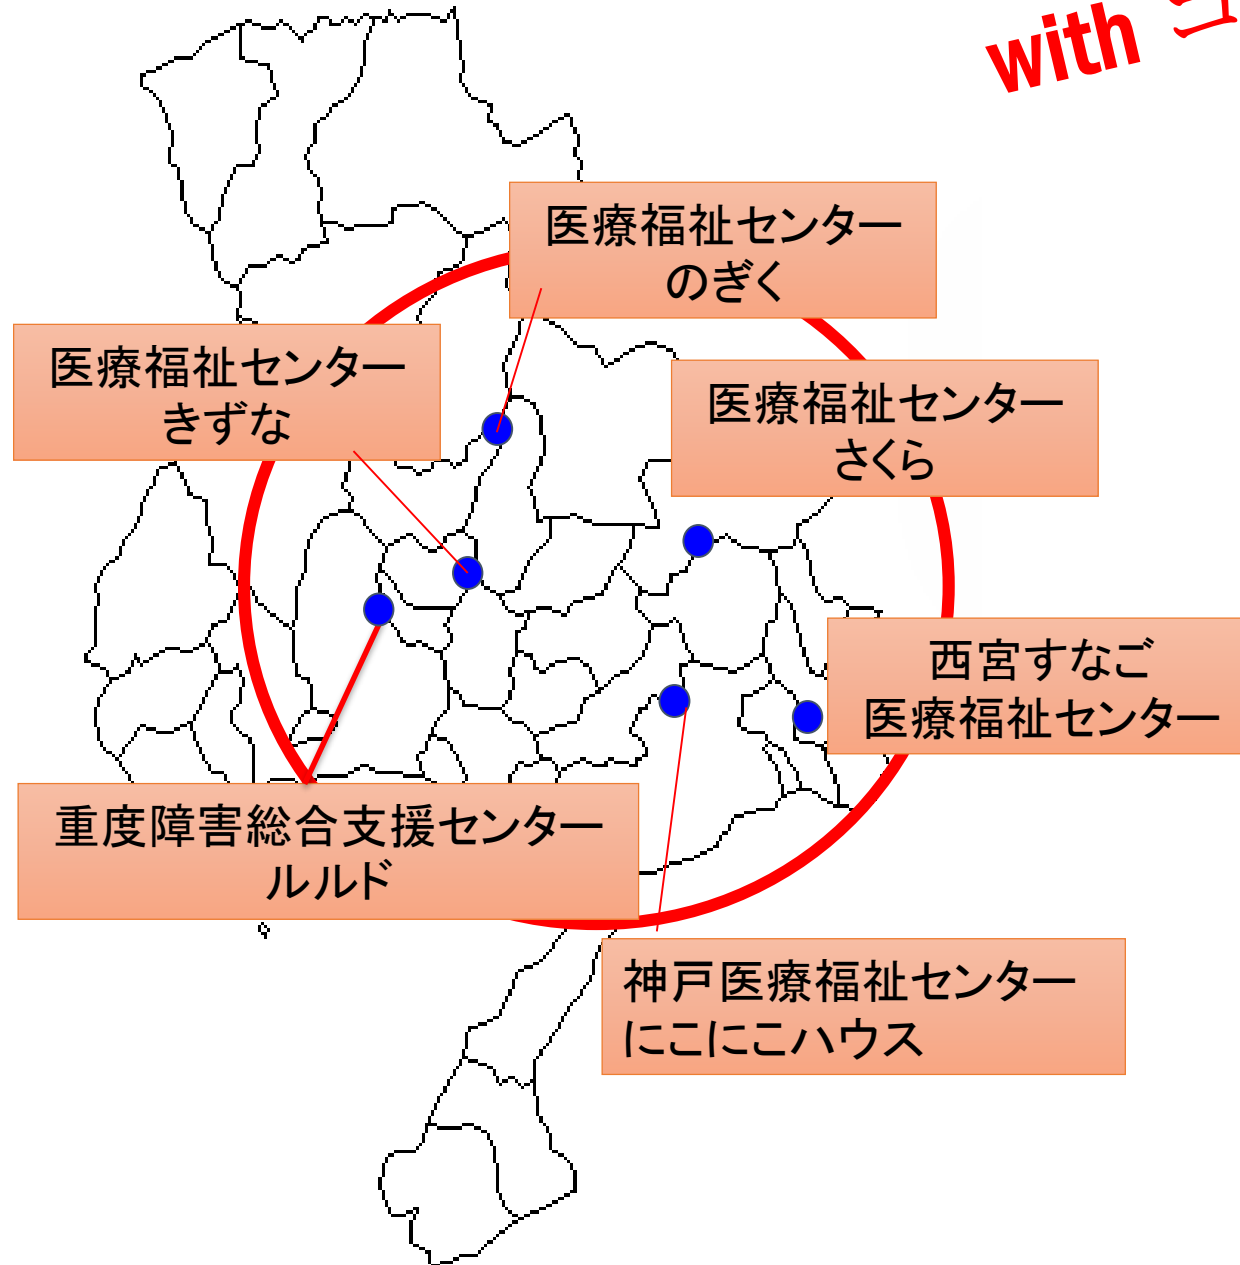 with コ
医療福祉センター
のぎく
医療福祉センター
きずな
医療福祉センター
さくら
西宮すなご
医療福祉センター
重度障害総合支援センター
ルルド
神戸医療福祉センター
にこにこハウス